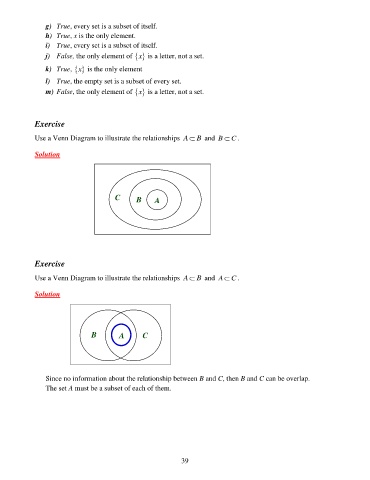 g) True, every set is a subset of itself.
h) True, x is the only element.
i) True, every set is a subset of itself.
j) False, the only element of {x} is a letter, not a set.
k) True, {x} is the only element
l) True, the empty set is a subset of every set.
m) False, the only element of {x} is a letter, not a set.
Exercise
Use a Venn Diagram to illustrate the relationships A ⊂ B and B ⊂ C.
Solution
C B A
Exercise
Use a Venn Diagram to illustrate the relationships A ⊂ B and A ⊂ C.
Solution
B A C
Since no information about the relationship between B and C, then B and C can be overlap.
The set A must be a subset of each of them.
39